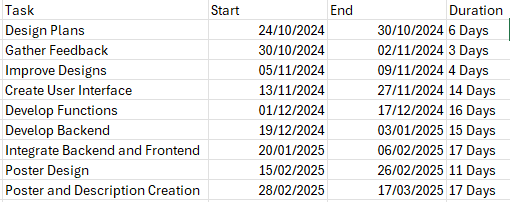 Task Start End Duration
Design Plans 24/10/2024 30/10/2024 6 Days
Gather Feedback 30/10/2024 02/11/2024 3 Days
Improve Designs 05/11/2024 09/11/2024 4 Days
Create User Interface 13/11/2024 27/11/2024 14 Days
Develop Functions 01/12/2024 17/12/2024 16 Days
Develop Backend 19/12/2024 03/01/2025 15 Days
Integrate Backend and Frontend 20/01/2025 06/02/2025 17 Days
Poster Design 15/02/2025 26/02/2025 11 Days
Poster and Description Creation 28/02/2025 17/03/2025 17 Days